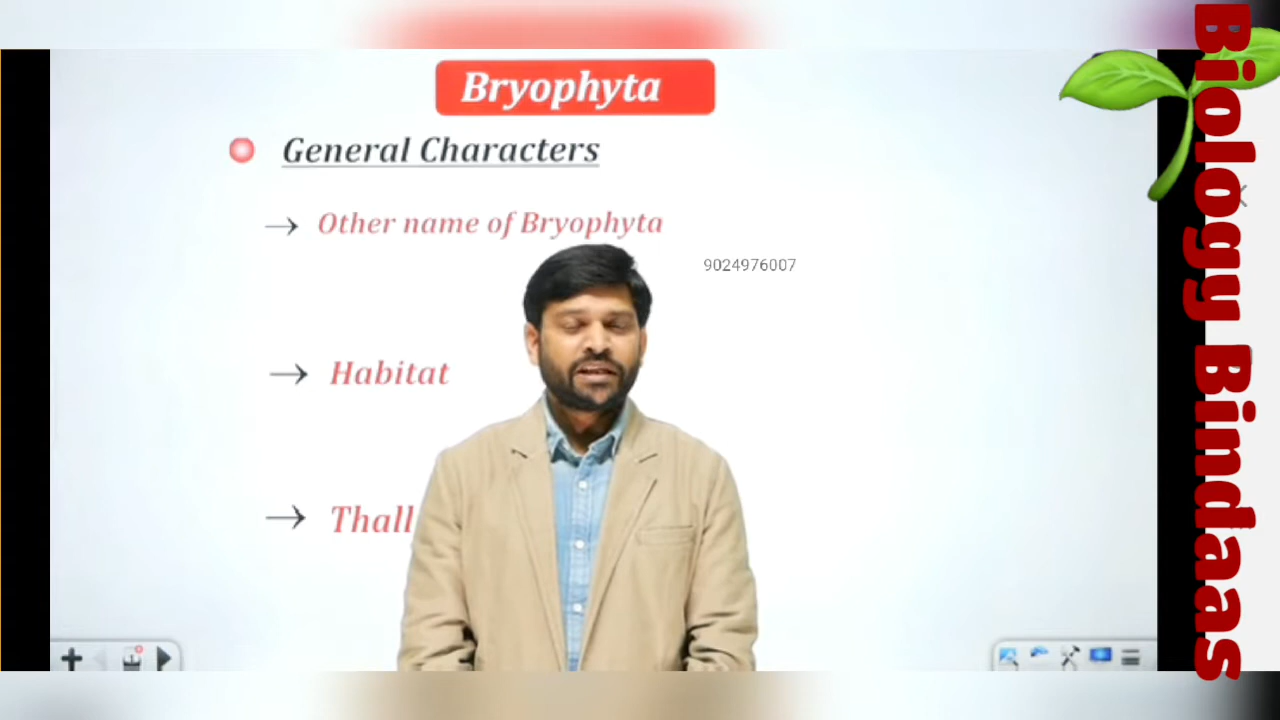 Bryophyta
General Characters
→ Other name of Bryophyta
9024976007
→ Habitat
→ Thall
Biology Bindaas